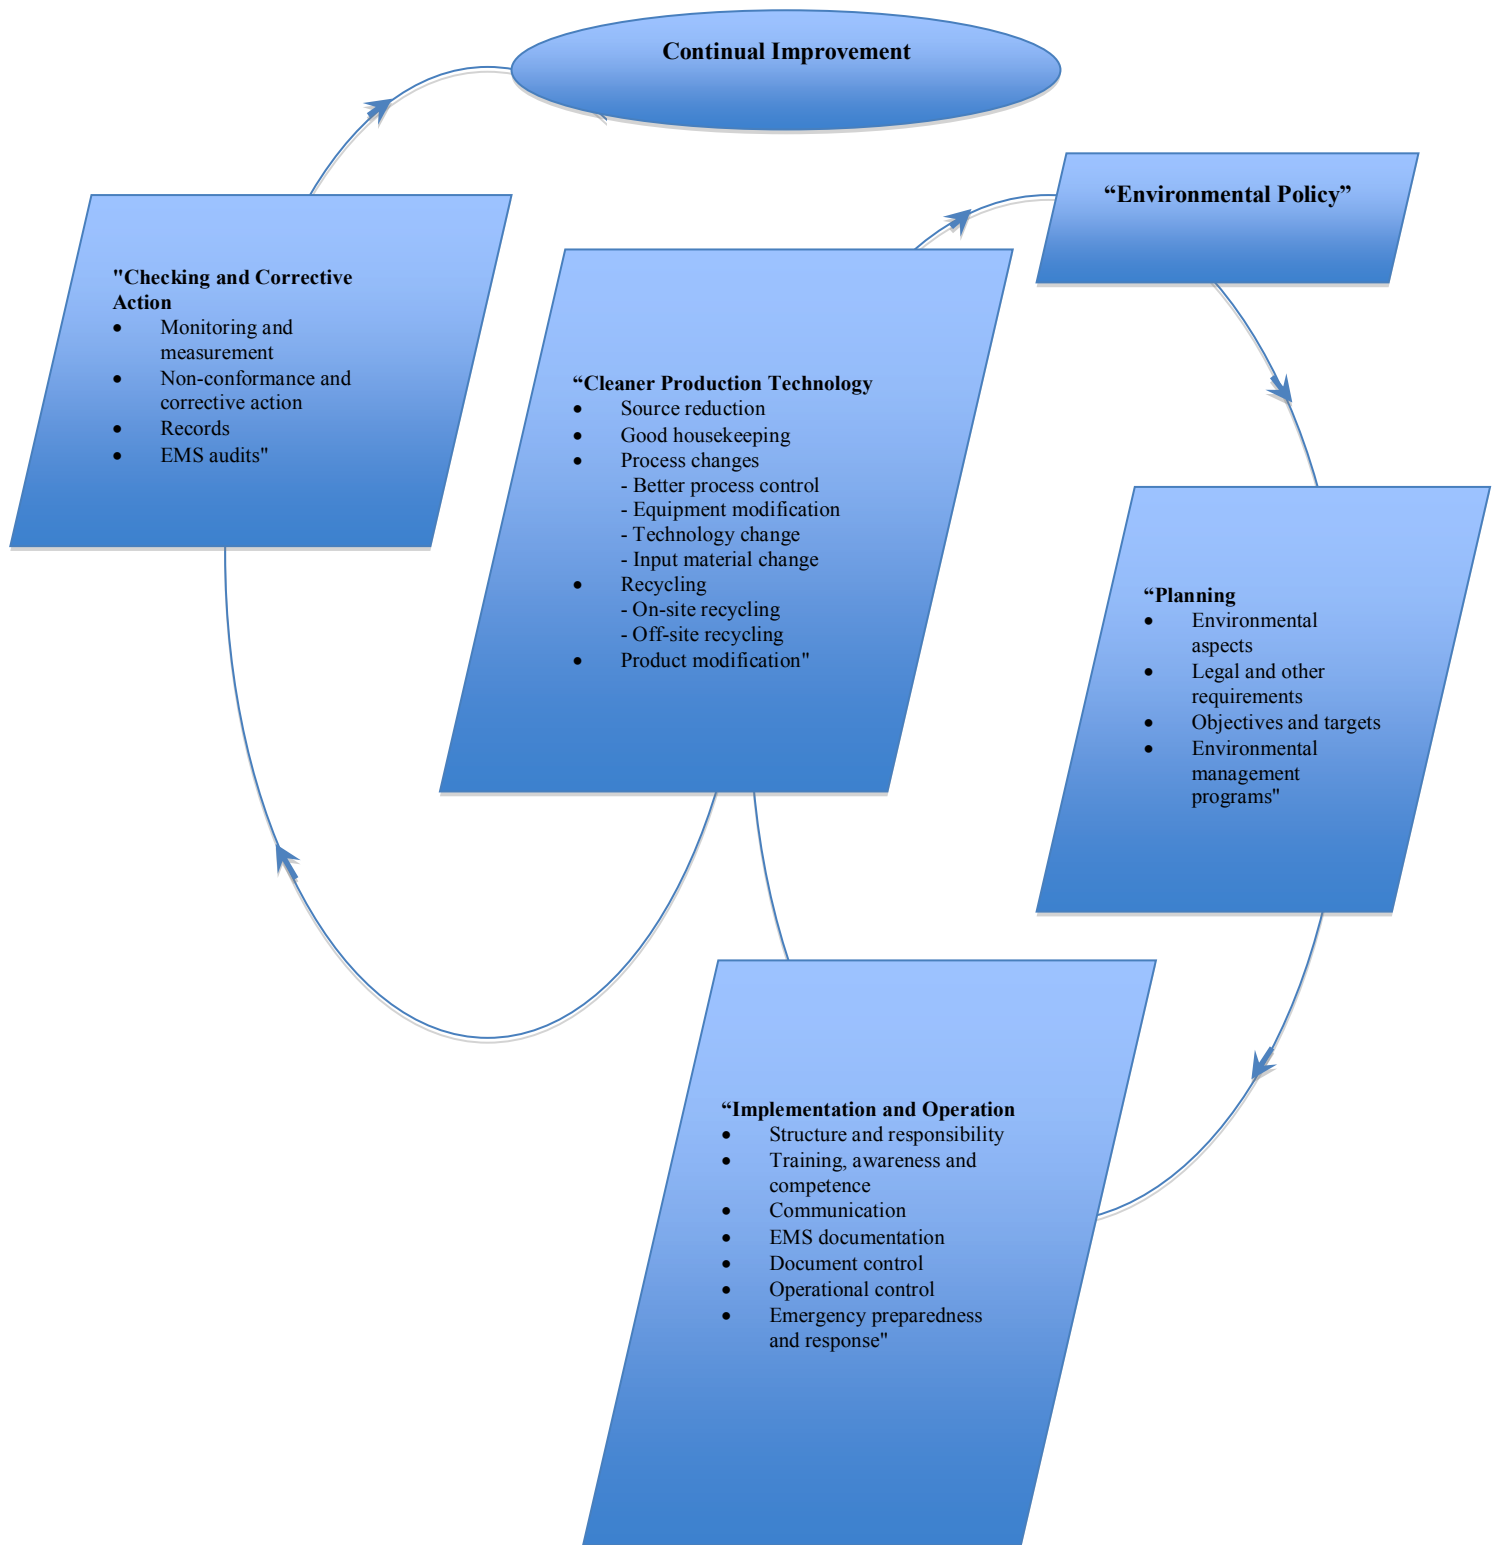 Continual Improvement
“Environmental Policy”
"Checking and Corrective
Action
• Monitoring and
measurement
• Non-conformance and
corrective action
• Records
• EMS audits"
“Cleaner Production Technology
• Source reduction
• Good housekeeping
• Process changes
- Better process control
- Equipment modification
- Technology change
- Input material change
• Recycling
- On-site recycling
- Off-site recycling
• Product modification"
“Planning
• Environmental
aspects
• Legal and other
requirements
• Objectives and targets
• Environmental
management
programs"
“Implementation and Operation
• Structure and responsibility
• Training, awareness and
competence
• Communication
• EMS documentation
• Document control
• Operational control
• Emergency preparedness
and response"